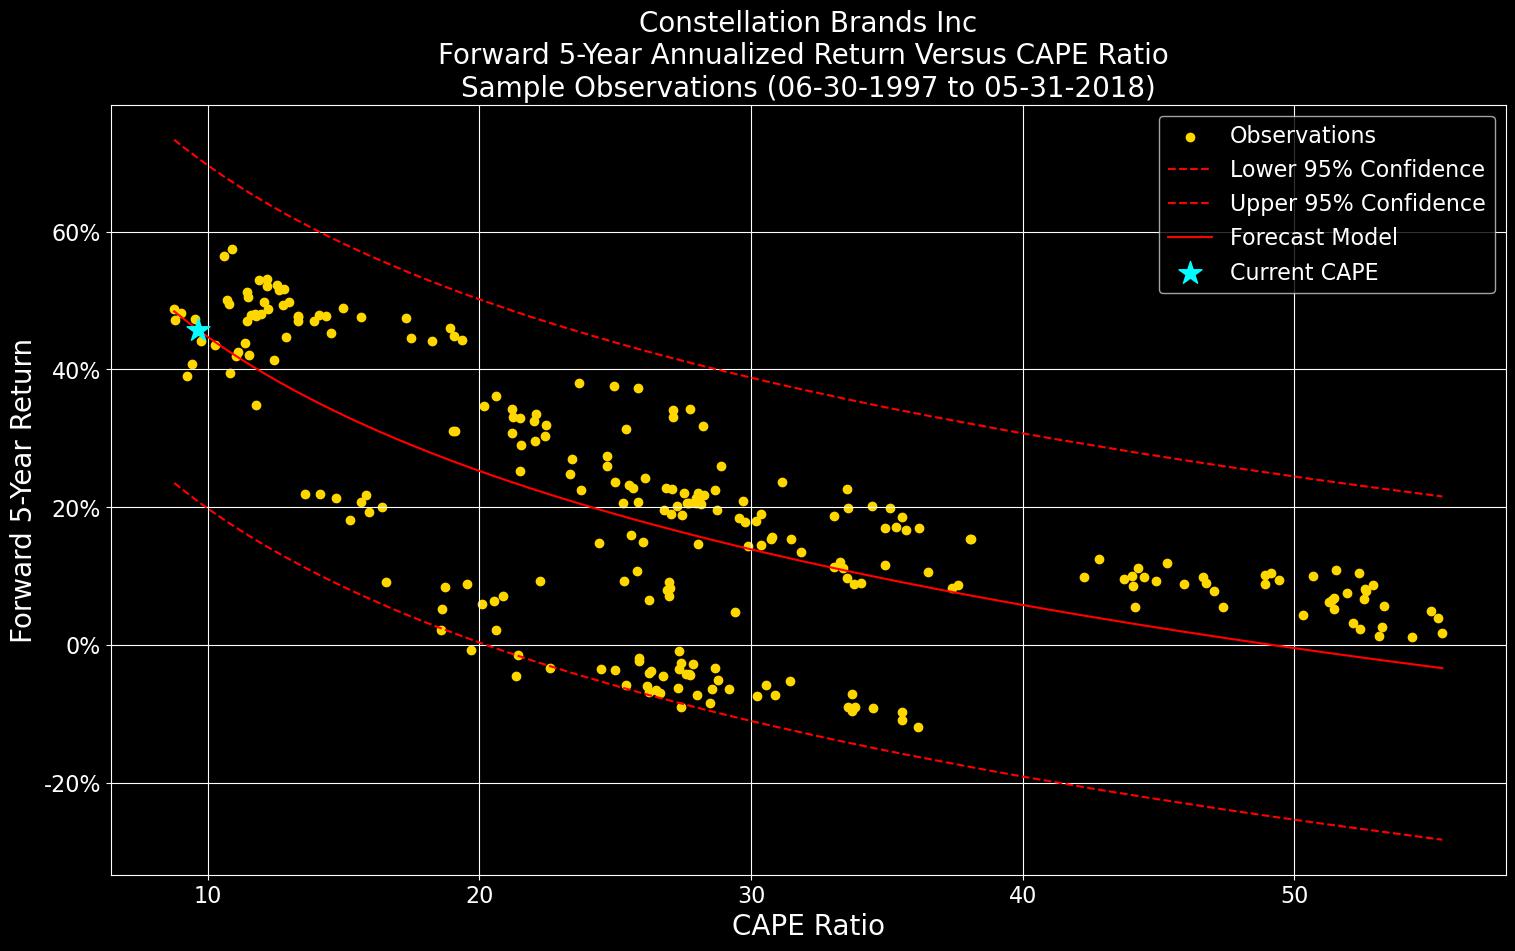 Constellation Brands Inc
Forward 5-Year Annualized Return Versus CAPE Ratio
Sample Observations (06-30-1997 to 05-31-2018)
Observations
Lower 95% Confidence
Upper 95% Confidence
Forecast Model
Current CAPE
Forward 5-Year Return
60%
40%
20%
0%
-20%
10 20 30 40 50
CAPE Ratio